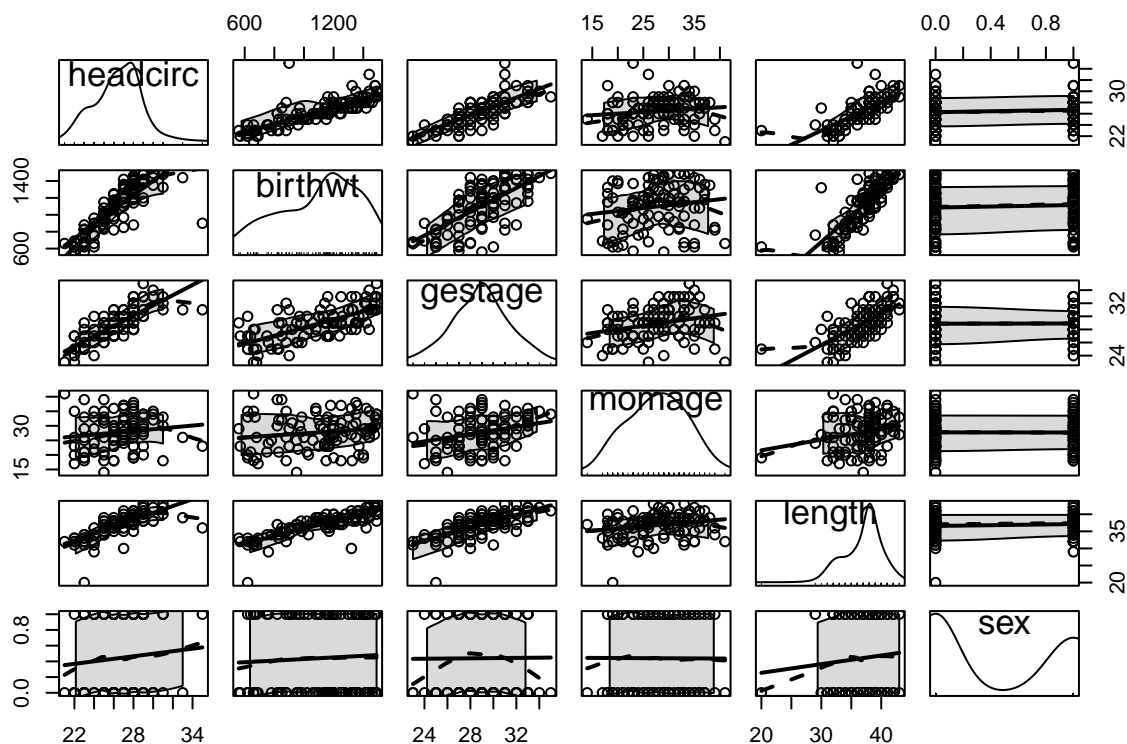 600 1200 15 25 35 0.0 0.4 0.8
headcirc 22 30
600 1400 birthwt
gestage 24 32
15 30 momage
length 20 35
0.0 0.8 sex
22 28 34 24 28 32 20 30 40